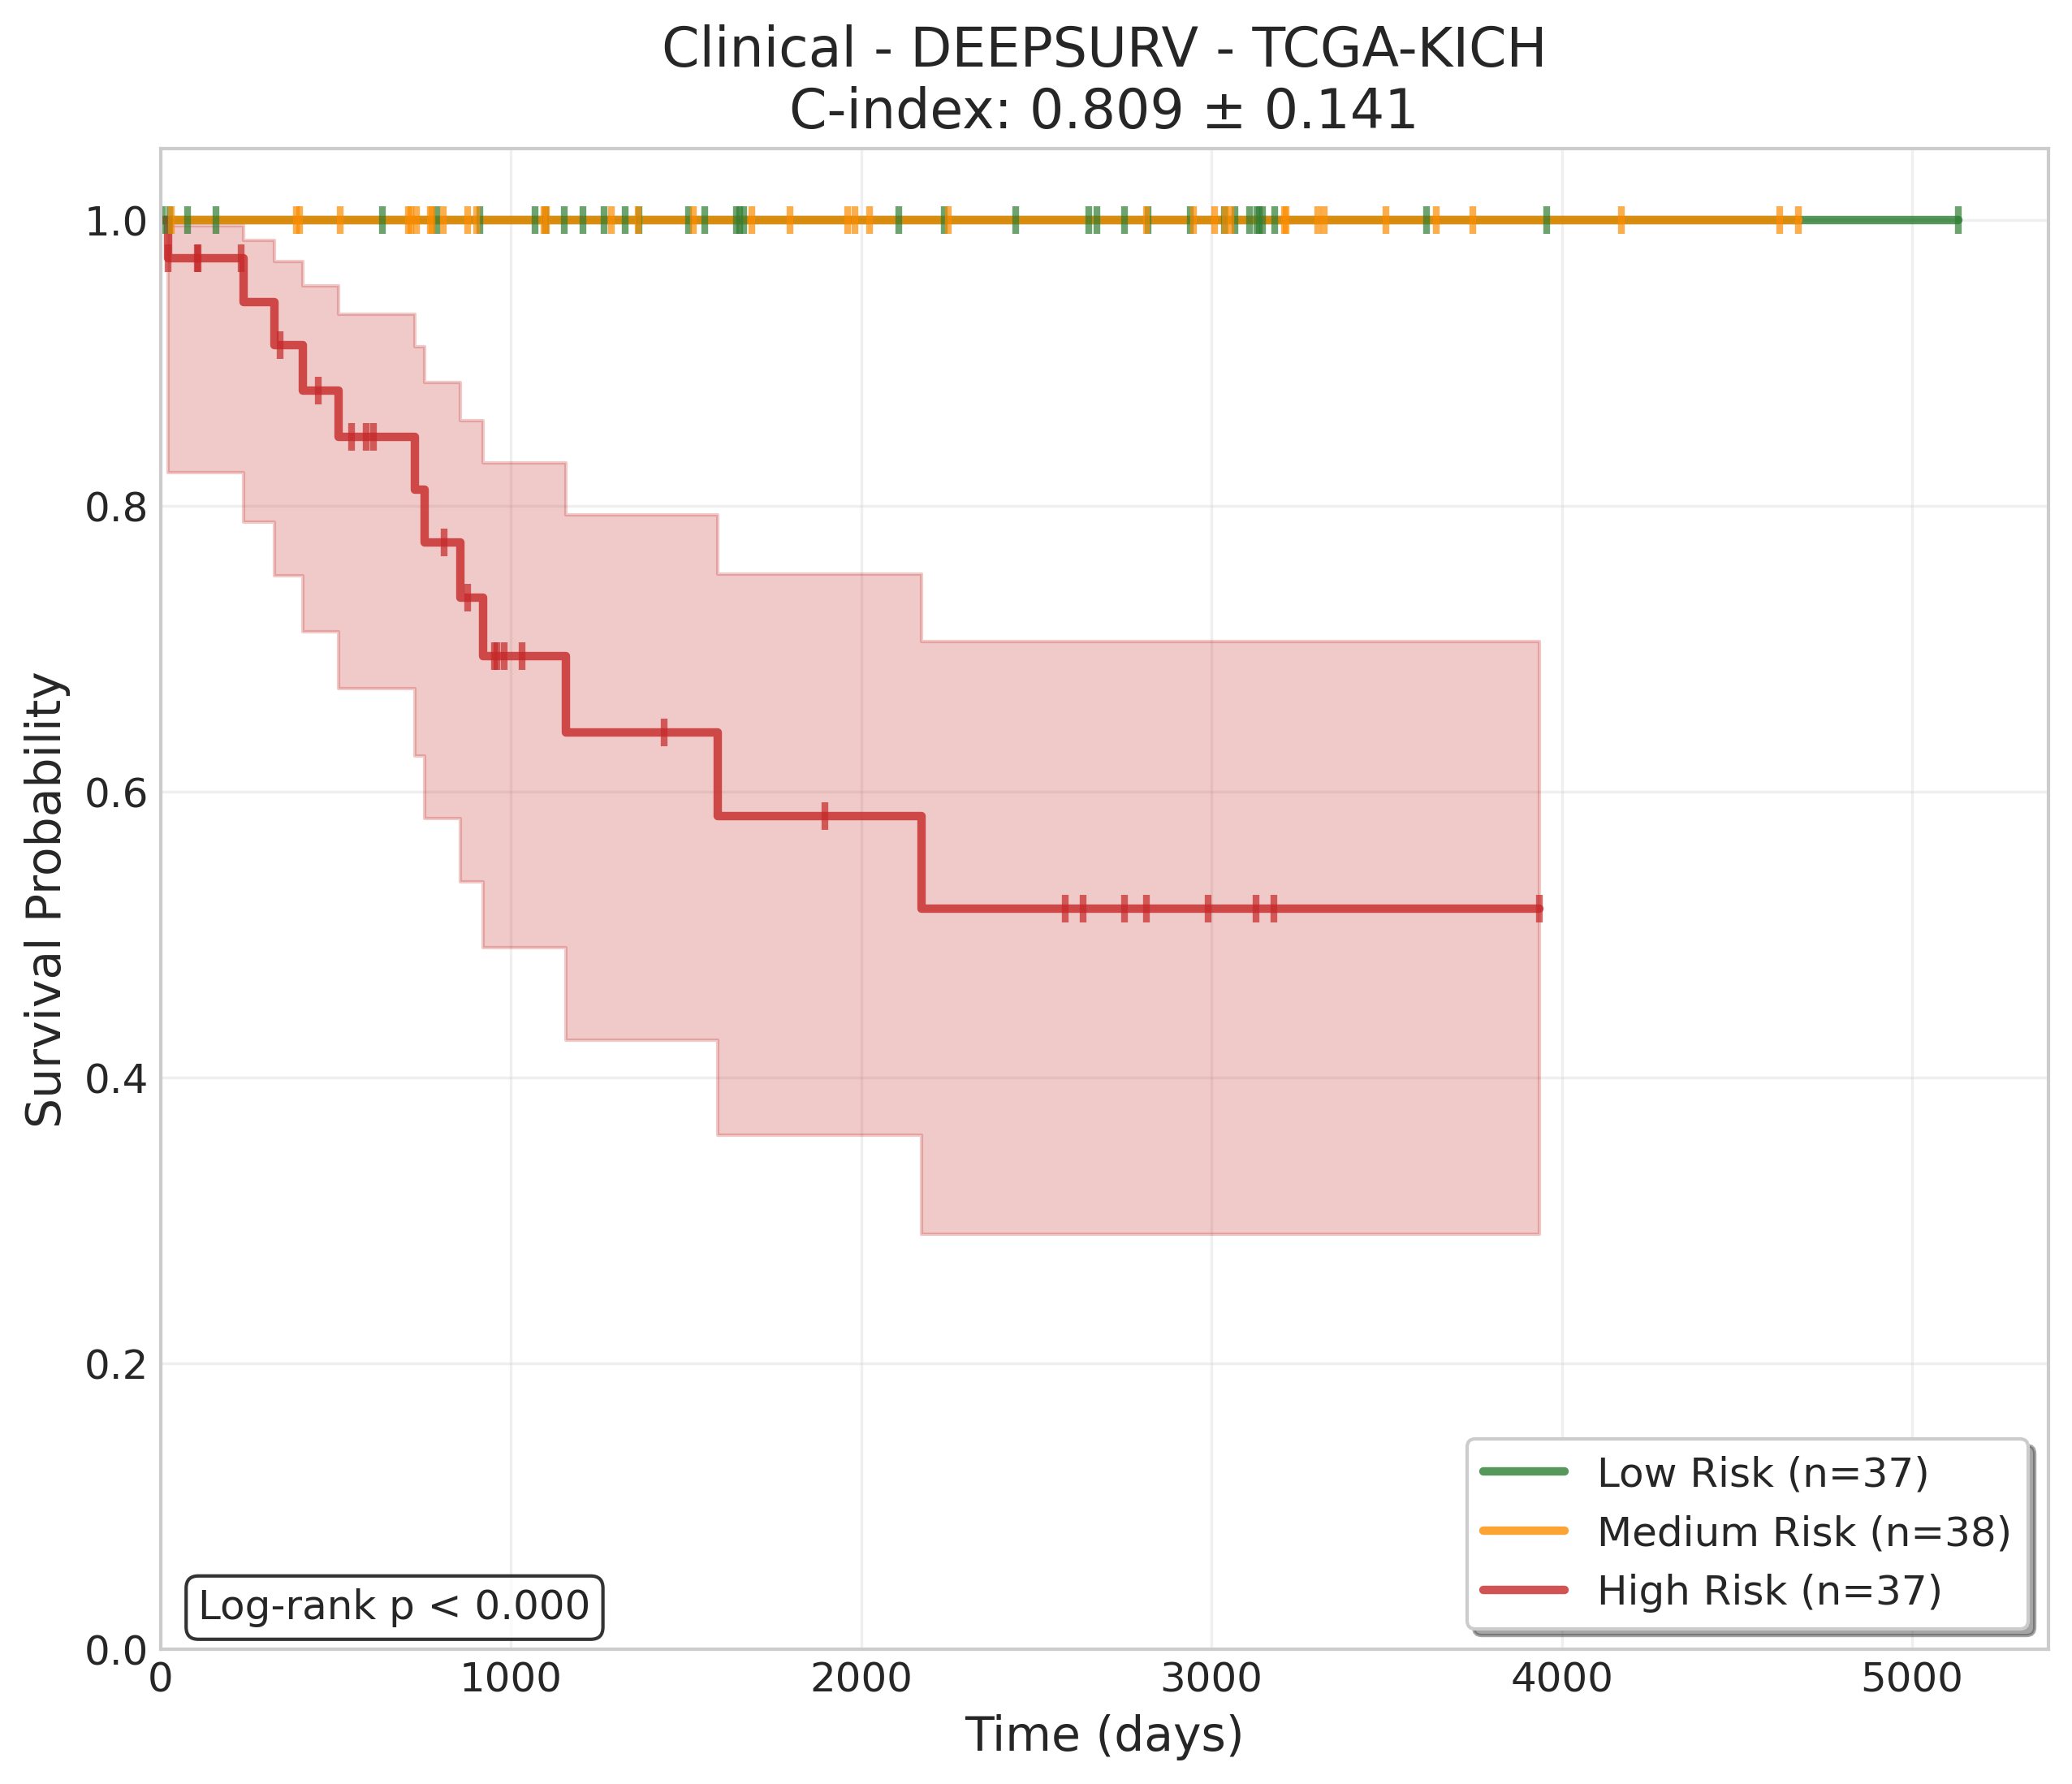 Clinical - DEEPSURV - TCGA-KICH
C-index: 0.809 ± 0.141
Survival Probability
1.0
0.8
0.6
0.4
0.2
0.0
0 1000 2000 3000 4000 5000
Time (days)
Log-rank p < 0.000
Low Risk (n=37)
Medium Risk (n=38)
High Risk (n=37)